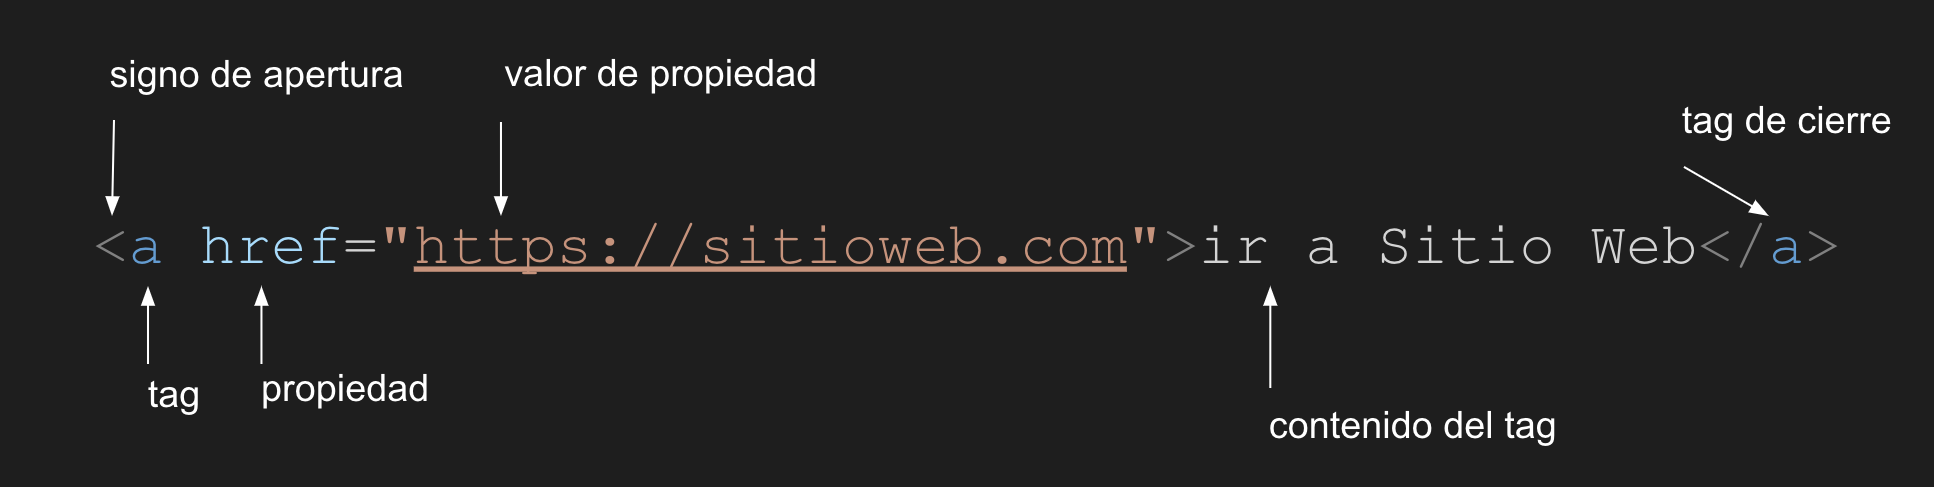 signo de apertura
valor de propiedad
tag de cierre
<a href="https://sitioweb.com">ir a Sitio Web</a>
tag
propiedad
contenido del tag